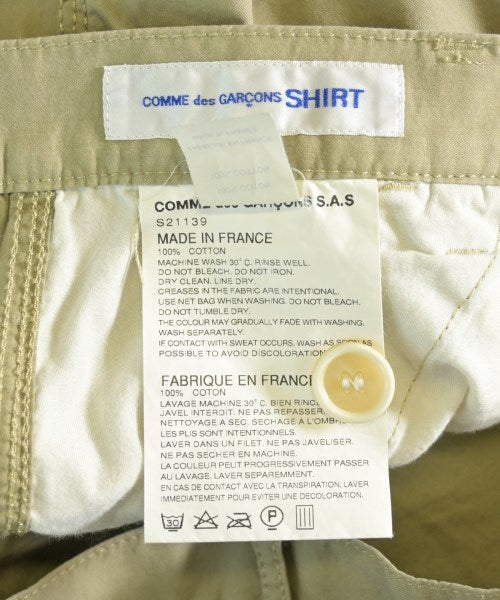 COMME des GARÇONS SHIRT
100% COTTON
COMME des GARÇONS S.A.S
S21139
MADE IN FRANCE
100% COTTON
MACHINE WASH 30°C. RINSE WELL.
DO NOT BLEACH. DO NOT IRON.
DRY CLEAN. LINE DRY.
CREASES IN THE FABRIC ARE INTENTIONAL.
USE NET BAG WHEN WASHING. DO NOT WRING.
DO NOT TUMBLE DRY.
THE COLOUR MAY GRADUALLY FADE WITH WASHING.
WASH SEPARATELY.
IF CONTACT WITH SWEAT OCCURS, WASH AS SOON AS
POSSIBLE TO AVOID DISCOLORATION
FABRIQUE EN FRANCE
100% COTON
LAVAGE MACHINE 30°C. BIEN RINCER
JAVEL INTERDIT. NE PAS REPASSER
NETTOYAGE A SEC. SECHAGE A L'OMBRE
LES PLIS SONT INTENTIONNELS
LAVER DANS UN FILET. NE PAS JAVELISER.
NE PAS SECHER EN MACHINE.
LA COULEUR PEUT PROGRESSIVEMENT PASSER
AU LAVAGE. LAVER SEPAREMENT.
EN CAS DE CONTACT AVEC LA TRANSPIRATION, LAVER
IMMEDIATEMENT POUR EVITER UNE DECOLORATION.
30 P